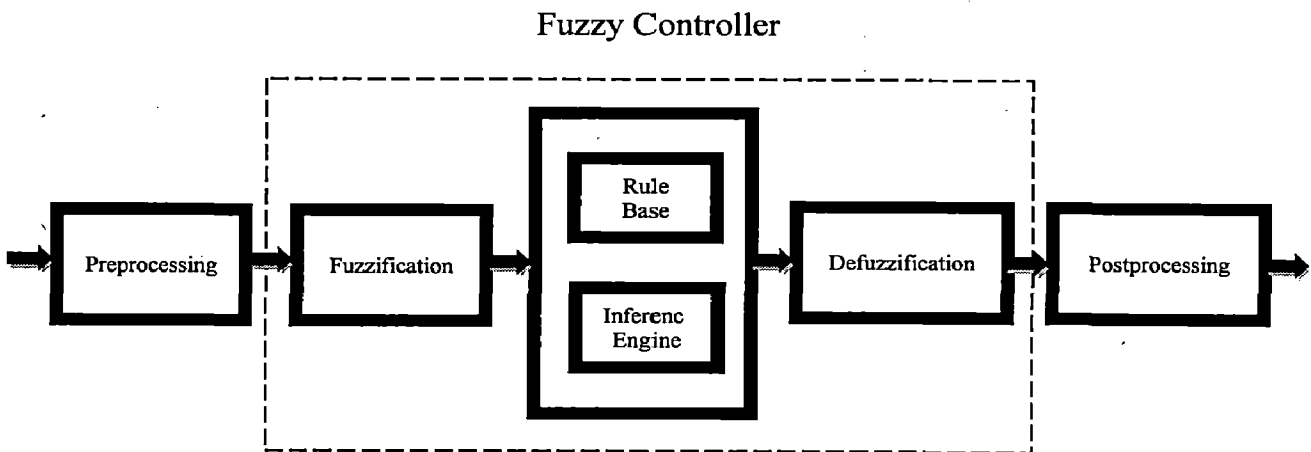 Fuzzy Controller
Preprocessing
Fuzzification
Rule
Base
Inferenc
Engine
Defuzzification
Postprocessing